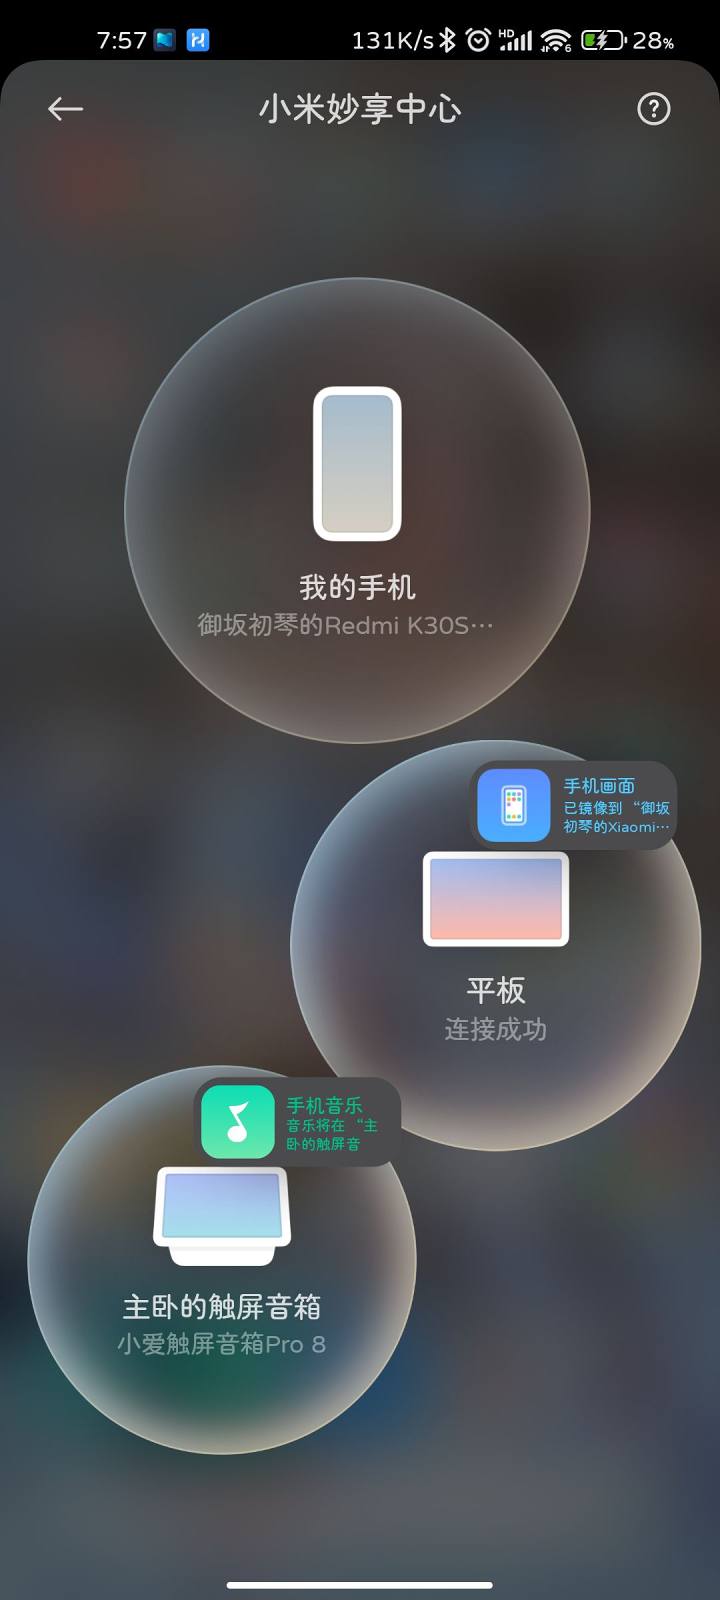 7:57 131K/s HD 6 28%
小米妙享中心
我的手机
御坂初琴的Redmi K30S…
手机画面
已镜像到 “御坂
初琴的Xiaomi…
平板
连接成功
手机音乐
音乐将在 “主
卧的触屏音
主卧的触屏音箱
小爱触屏音箱Pro 8